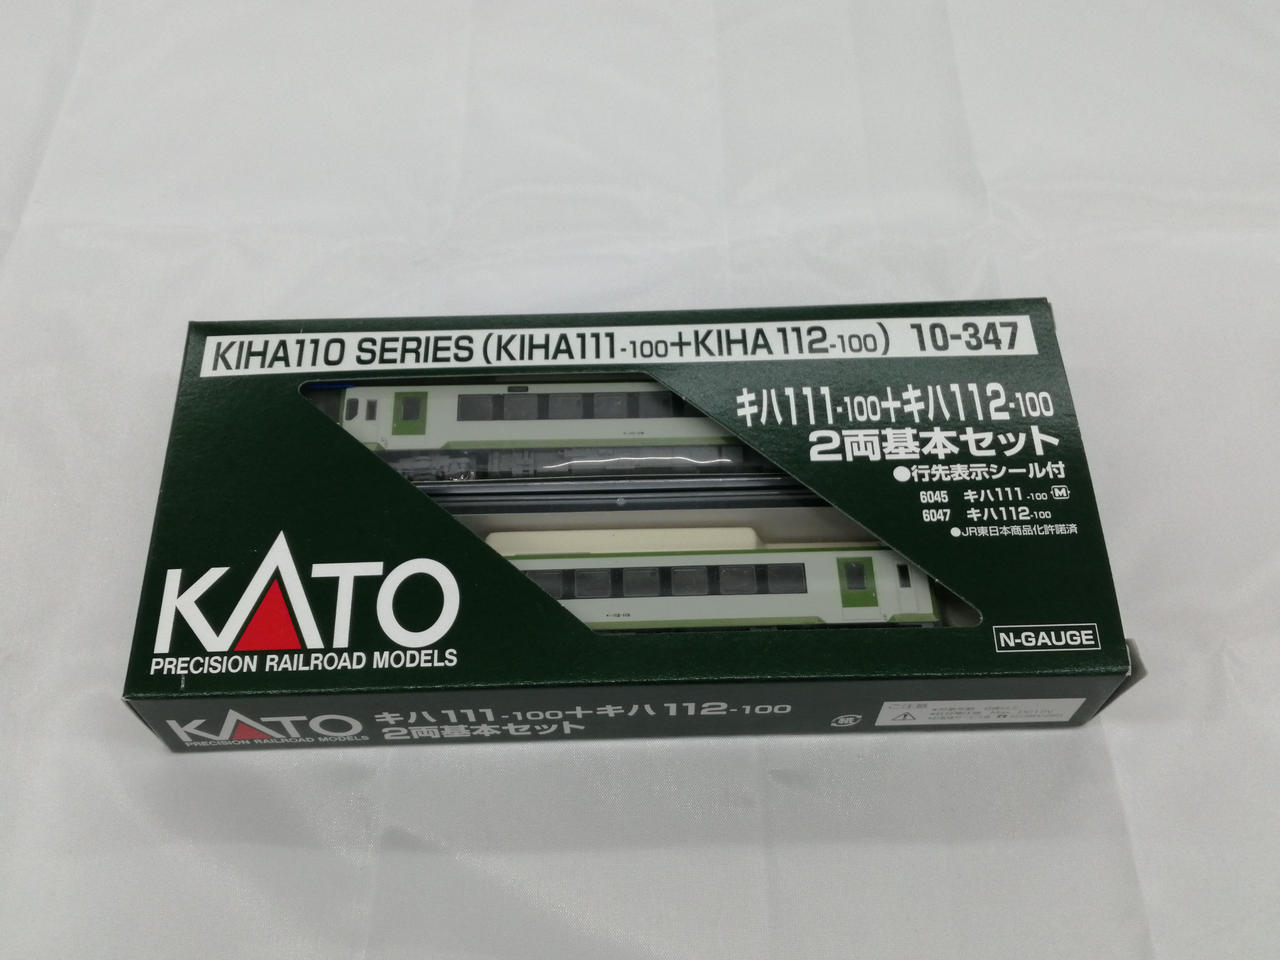 KIHA110 SERIES (KIHA111-100+KIHA112-100) 10-347
キハ111-100+キハ112-100
2両基本セット
●行先表示シール付
6045 キハ111-100 M
6047 キハ112-100
●JR東日本商品化許諾済
KATO
PRECISION RAILROAD MODELS
N-GAUGE
KATO
PRECISION RAILROAD MODELS
キハ111-100+キハ112-100
2両基本セット
ご注意